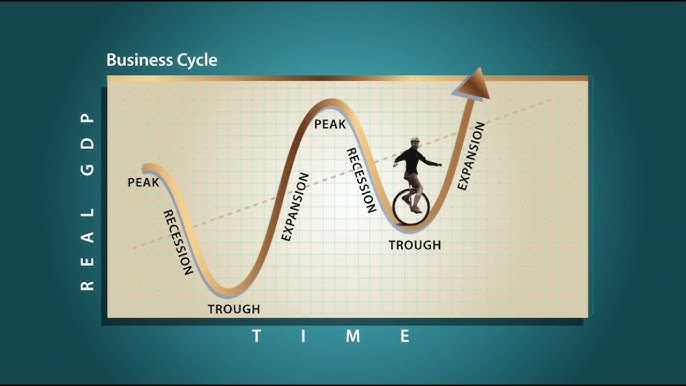 Business Cycle
REAL GDP
PEAK
RECESSION
TROUGH
EXPANSION
PEAK
RECESSION
TROUGH
EXPANSION
TIME